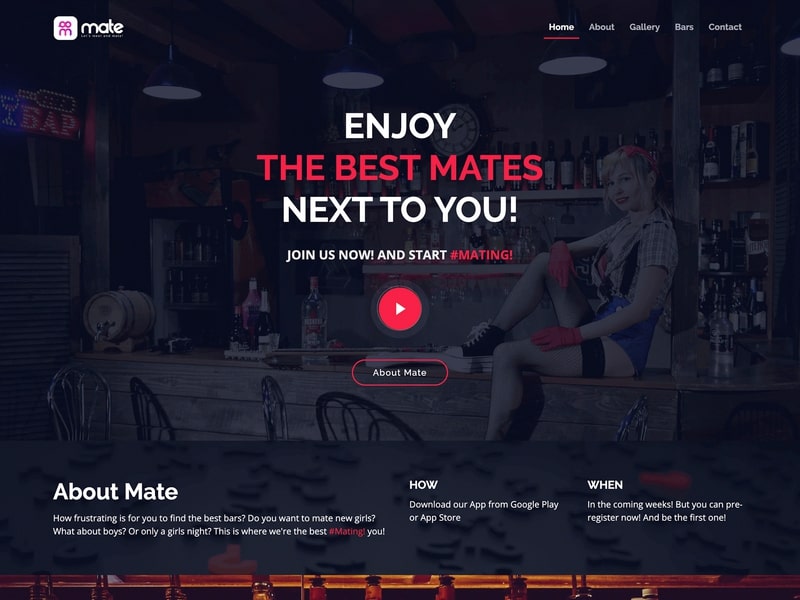 mate
Let's meet and mate!
Home About Gallery Bars Contact
БАР
ENJOY
THE BEST MATES
NEXT TO YOU!
JOIN US NOW! AND START #MATING!
About Mate
About Mate
How frustrating is for you to find the best bars? Do you want to mate new girls?
What about boys? Or only a girls night? This is where we're the best #Mating! you!
HOW
Download our App from Google Play
or App Store
WHEN
In the coming weeks! But you can pre-
register now! And be the first one!